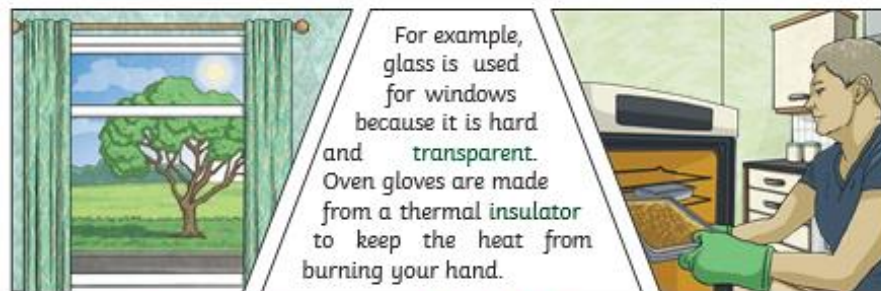 For example,
glass is used
for windows
because it is hard
and transparent.
Oven gloves are made
from a thermal insulator
to keep the heat from
burning your hand.